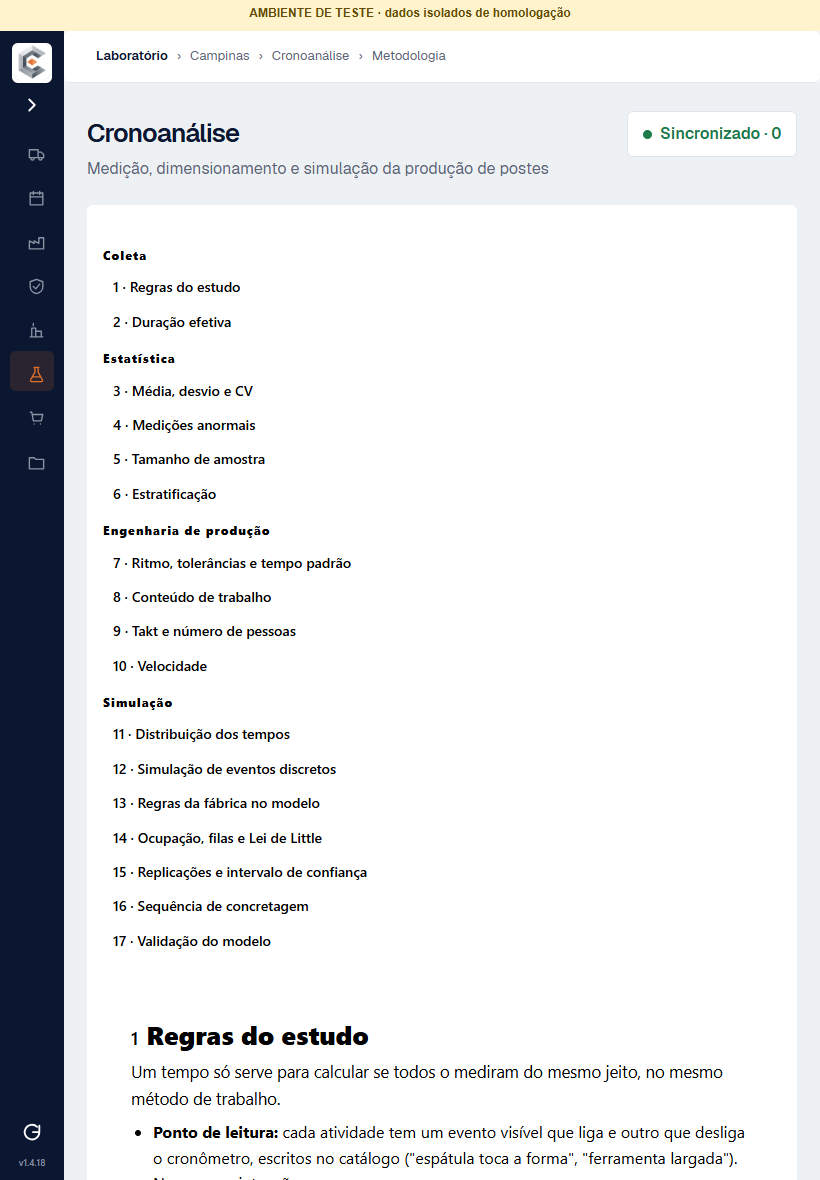 AMBIENTE DE TESTE · dados isolados de homologação
Laboratório › Campinas › Cronoanálise › Metodologia
Cronoanálise
Sincronizado · 0
Medição, dimensionamento e simulação da produção de postes
Coleta
1 · Regras do estudo
2 · Duração efetiva
Estatística
3 · Média, desvio e CV
4 · Medições anormais
5 · Tamanho de amostra
6 · Estratificação
Engenharia de produção
7 · Ritmo, tolerâncias e tempo padrão
8 · Conteúdo de trabalho
9 · Takt e número de pessoas
10 · Velocidade
Simulação
11 · Distribuição dos tempos
12 · Simulação de eventos discretos
13 · Regras da fábrica no modelo
14 · Ocupação, filas e Lei de Little
15 · Replicações e intervalo de confiança
16 · Sequência de concretagem
17 · Validação do modelo
1 Regras do estudo
Um tempo só serve para calcular se todos o mediram do mesmo jeito, no mesmo
método de trabalho.
• Ponto de leitura: cada atividade tem um evento visível que liga e outro que desliga
o cronômetro, escritos no catálogo ("espátula toca a forma", "ferramenta largada").
v1.4.18